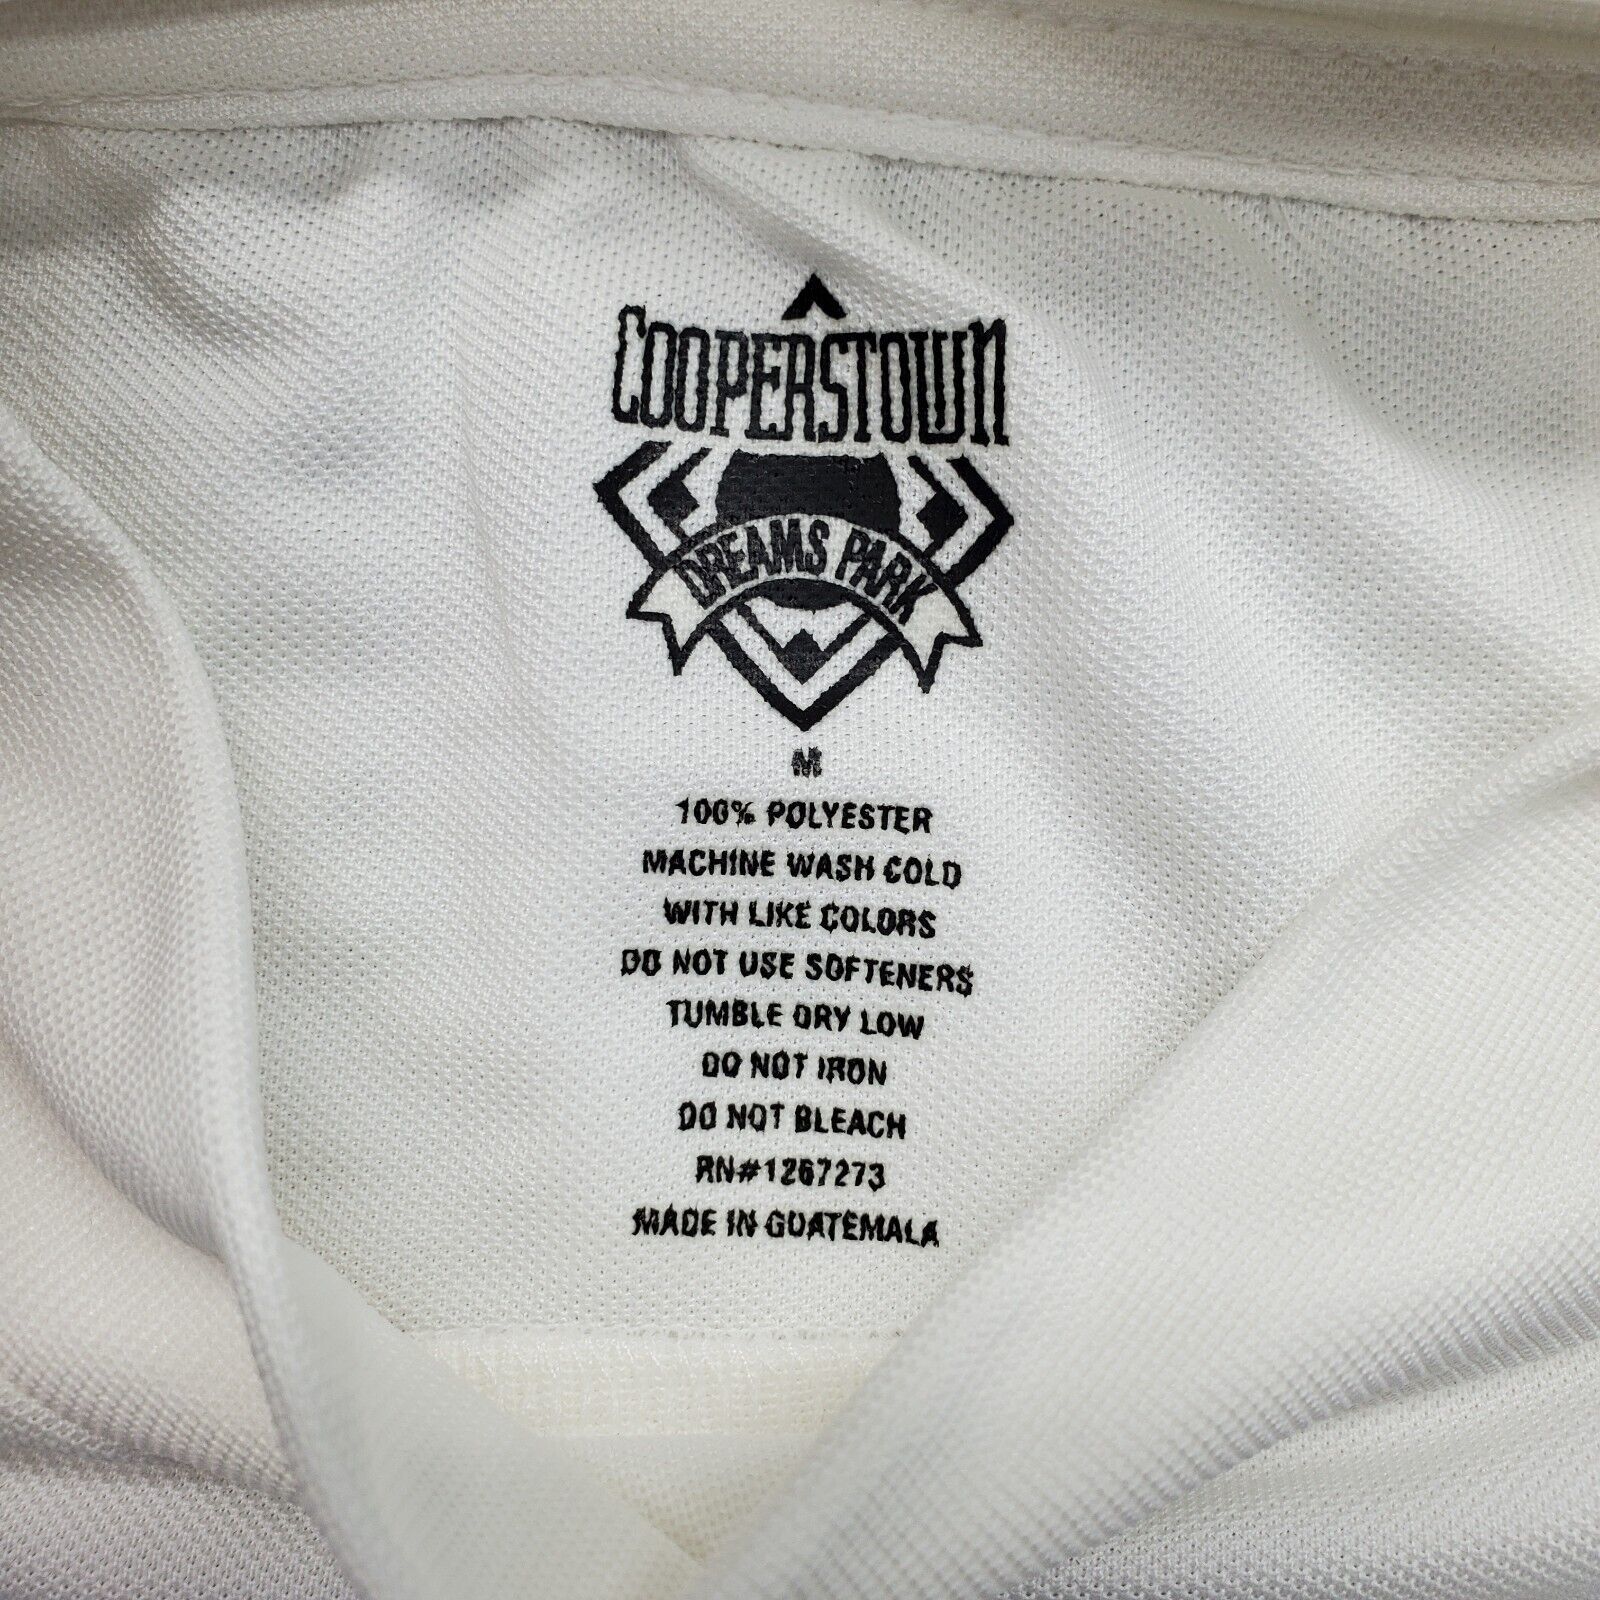 COOPERSTOWN
DREAMS PARK
M
100% POLYESTER
MACHINE WASH COLD
WITH LIKE COLORS
DO NOT USE SOFTENERS
TUMBLE DRY LOW
DO NOT IRON
DO NOT BLEACH
RN#1267273
MADE IN GUATEMALA